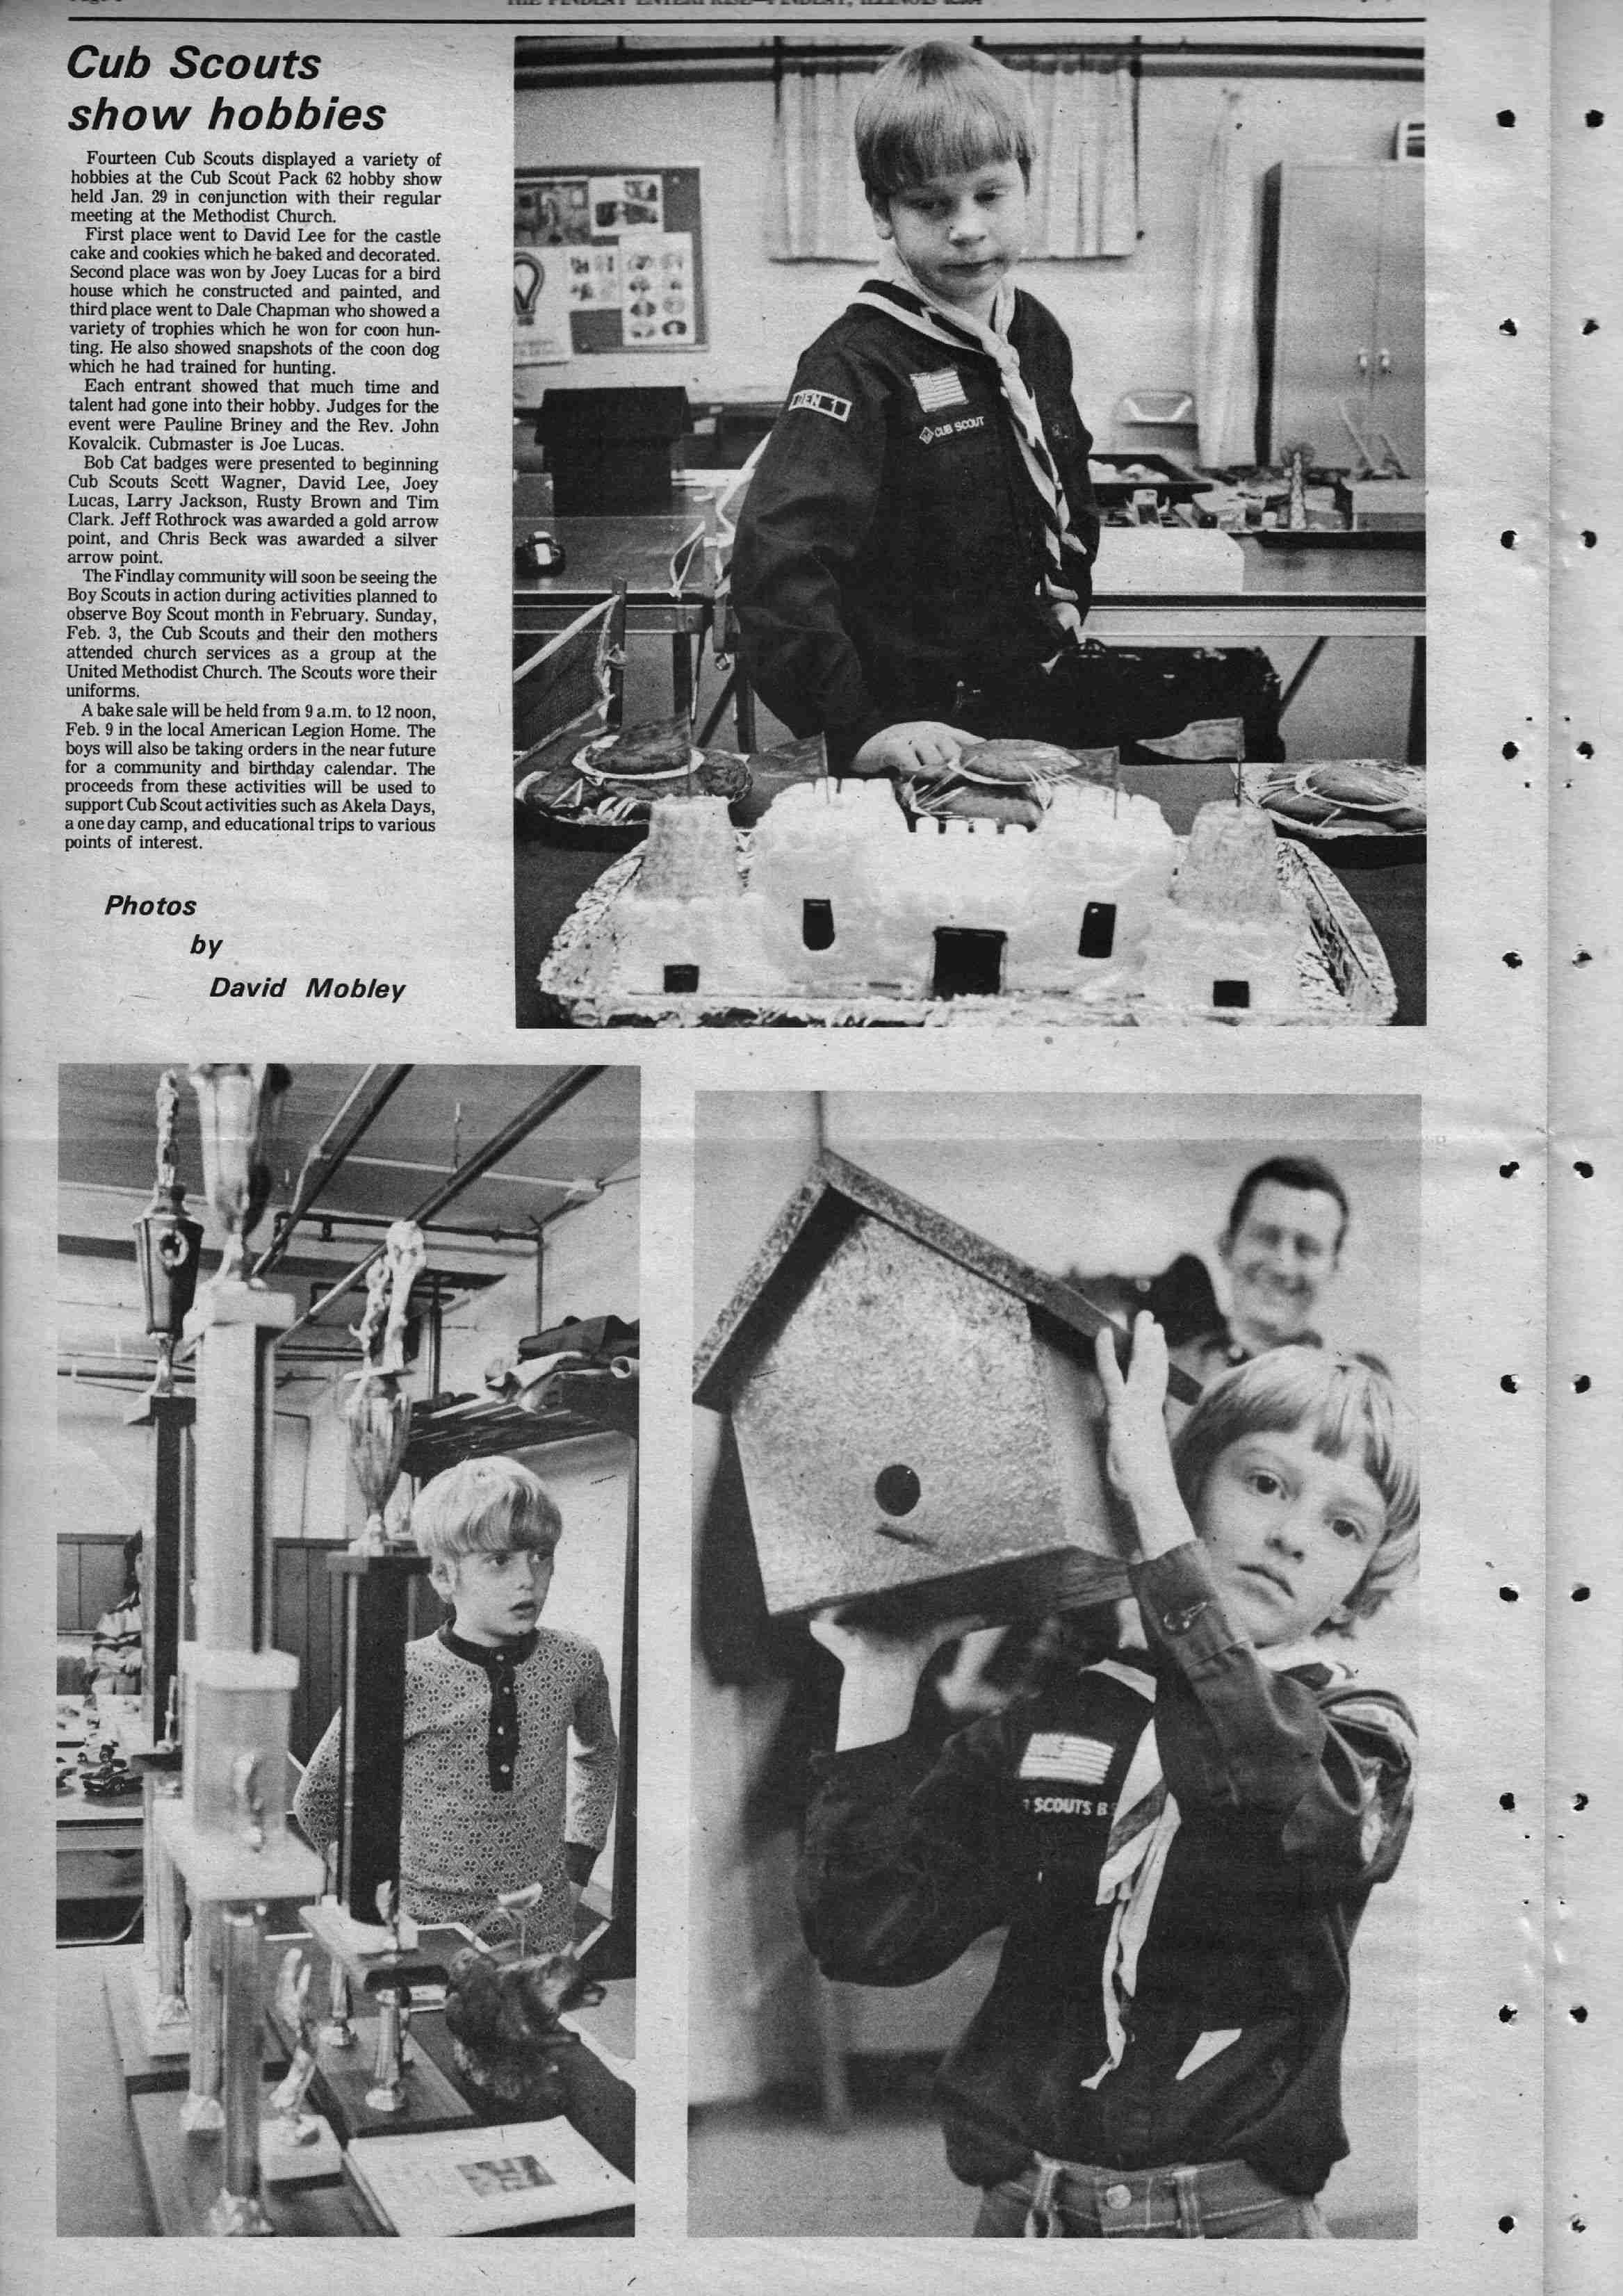 THE FINDLAY ENTERPRISE—FINDLAY, ILLINOIS
Cub Scouts
show hobbies
Fourteen Cub Scouts displayed a variety of
hobbies at the Cub Scout Pack 62 hobby show
held Jan. 29 in conjunction with their regular
meeting at the Methodist Church.
First place went to David Lee for the castle
cake and cookies which he baked and decorated.
Second place was won by Joey Lucas for a bird
house which he constructed and painted, and
third place went to Dale Chapman who showed a
variety of trophies which he won for coon hun-
ting. He also showed snapshots of the coon dog
which he had trained for hunting.
Each entrant showed that much time and
talent had gone into their hobby. Judges for the
event were Pauline Briney and the Rev. John
Kovalcik. Cubmaster is Joe Lucas.
Bob Cat badges were presented to beginning
Cub Scouts Scott Wagner, David Lee, Joey
Lucas, Larry Jackson, Rusty Brown and Tim
Clark. Jeff Rothrock was awarded a gold arrow
point, and Chris Beck was awarded a silver
arrow point.
The Findlay community will soon be seeing the
Boy Scouts in action during activities planned to
observe Boy Scout month in February. Sunday,
Feb. 3, the Cub Scouts and their den mothers
attended church services as a group at the
United Methodist Church. The Scouts wore their
uniforms.
A bake sale will be held from 9 a.m. to 12 noon,
Feb. 9 in the local American Legion Home. The
boys will also be taking orders in the near future
for a community and birthday calendar. The
proceeds from these activities will be used to
support Cub Scout activities such as Akela Days,
a one day camp, and educational trips to various
points of interest.
Photos
by
David Mobley
DEN 1
CUB SCOUT
SCOUTS B